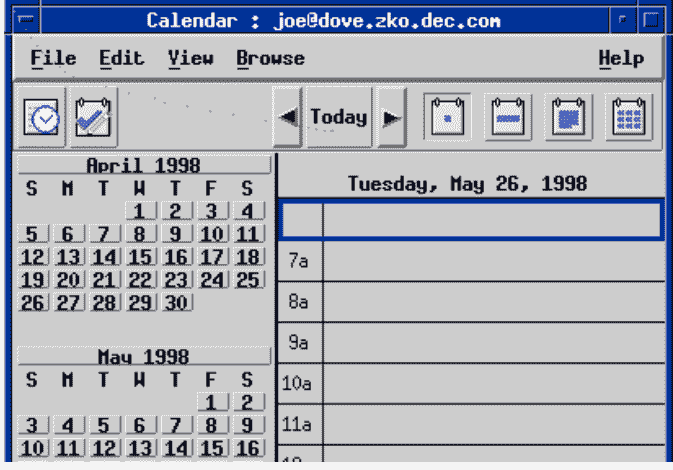 Calendar : joe@dove.zko.dec.com
File Edit View Browse Help
Today
April 1998
S M T W T F S
1 2 3 4
5 6 7 8 9 10 11
12 13 14 15 16 17 18
19 20 21 22 23 24 25
26 27 28 29 30
May 1998
S M T W T F S
1 2
3 4 5 6 7 8 9
10 11 12 13 14 15 16
Tuesday, May 26, 1998
7a
8a
9a
10a
11a